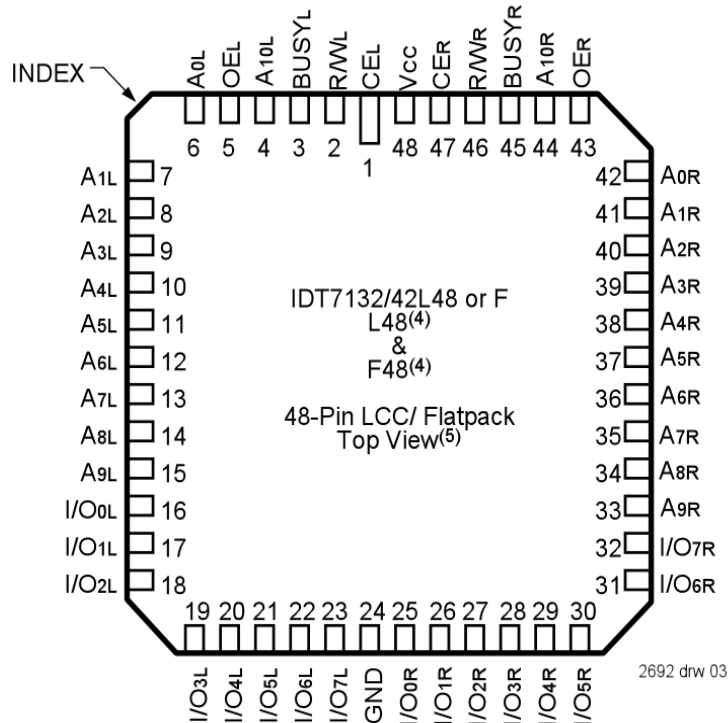 INDEX
A0L
OEL
A10L
BUSYL
R/WL
CEL
VCC
CER
R/WR
BUSYR
A10R
OER
6
5
4
3
2
1
48
47
46
45
44
43
A1L 7
A2L 8
A3L 9
A4L 10
A5L 11
A6L 12
A7L 13
A8L 14
A9L 15
I/O0L 16
I/O1L 17
I/O2L 18
IDT7132/42L48 or F
L48(4)
&
F48(4)
48-Pin LCC/ Flatpack
Top View(5)
42 A0R
41 A1R
40 A2R
39 A3R
38 A4R
37 A5R
36 A6R
35 A7R
34 A8R
33 A9R
32 I/O7R
31 I/O6R
19
20
21
22
23
24
25
26
27
28
29
30
I/O3L
I/O4L
I/O5L
I/O6L
I/O7L
GND
I/O0R
I/O1R
I/O2R
I/O3R
I/O4R
I/O5R
2692 drw 03